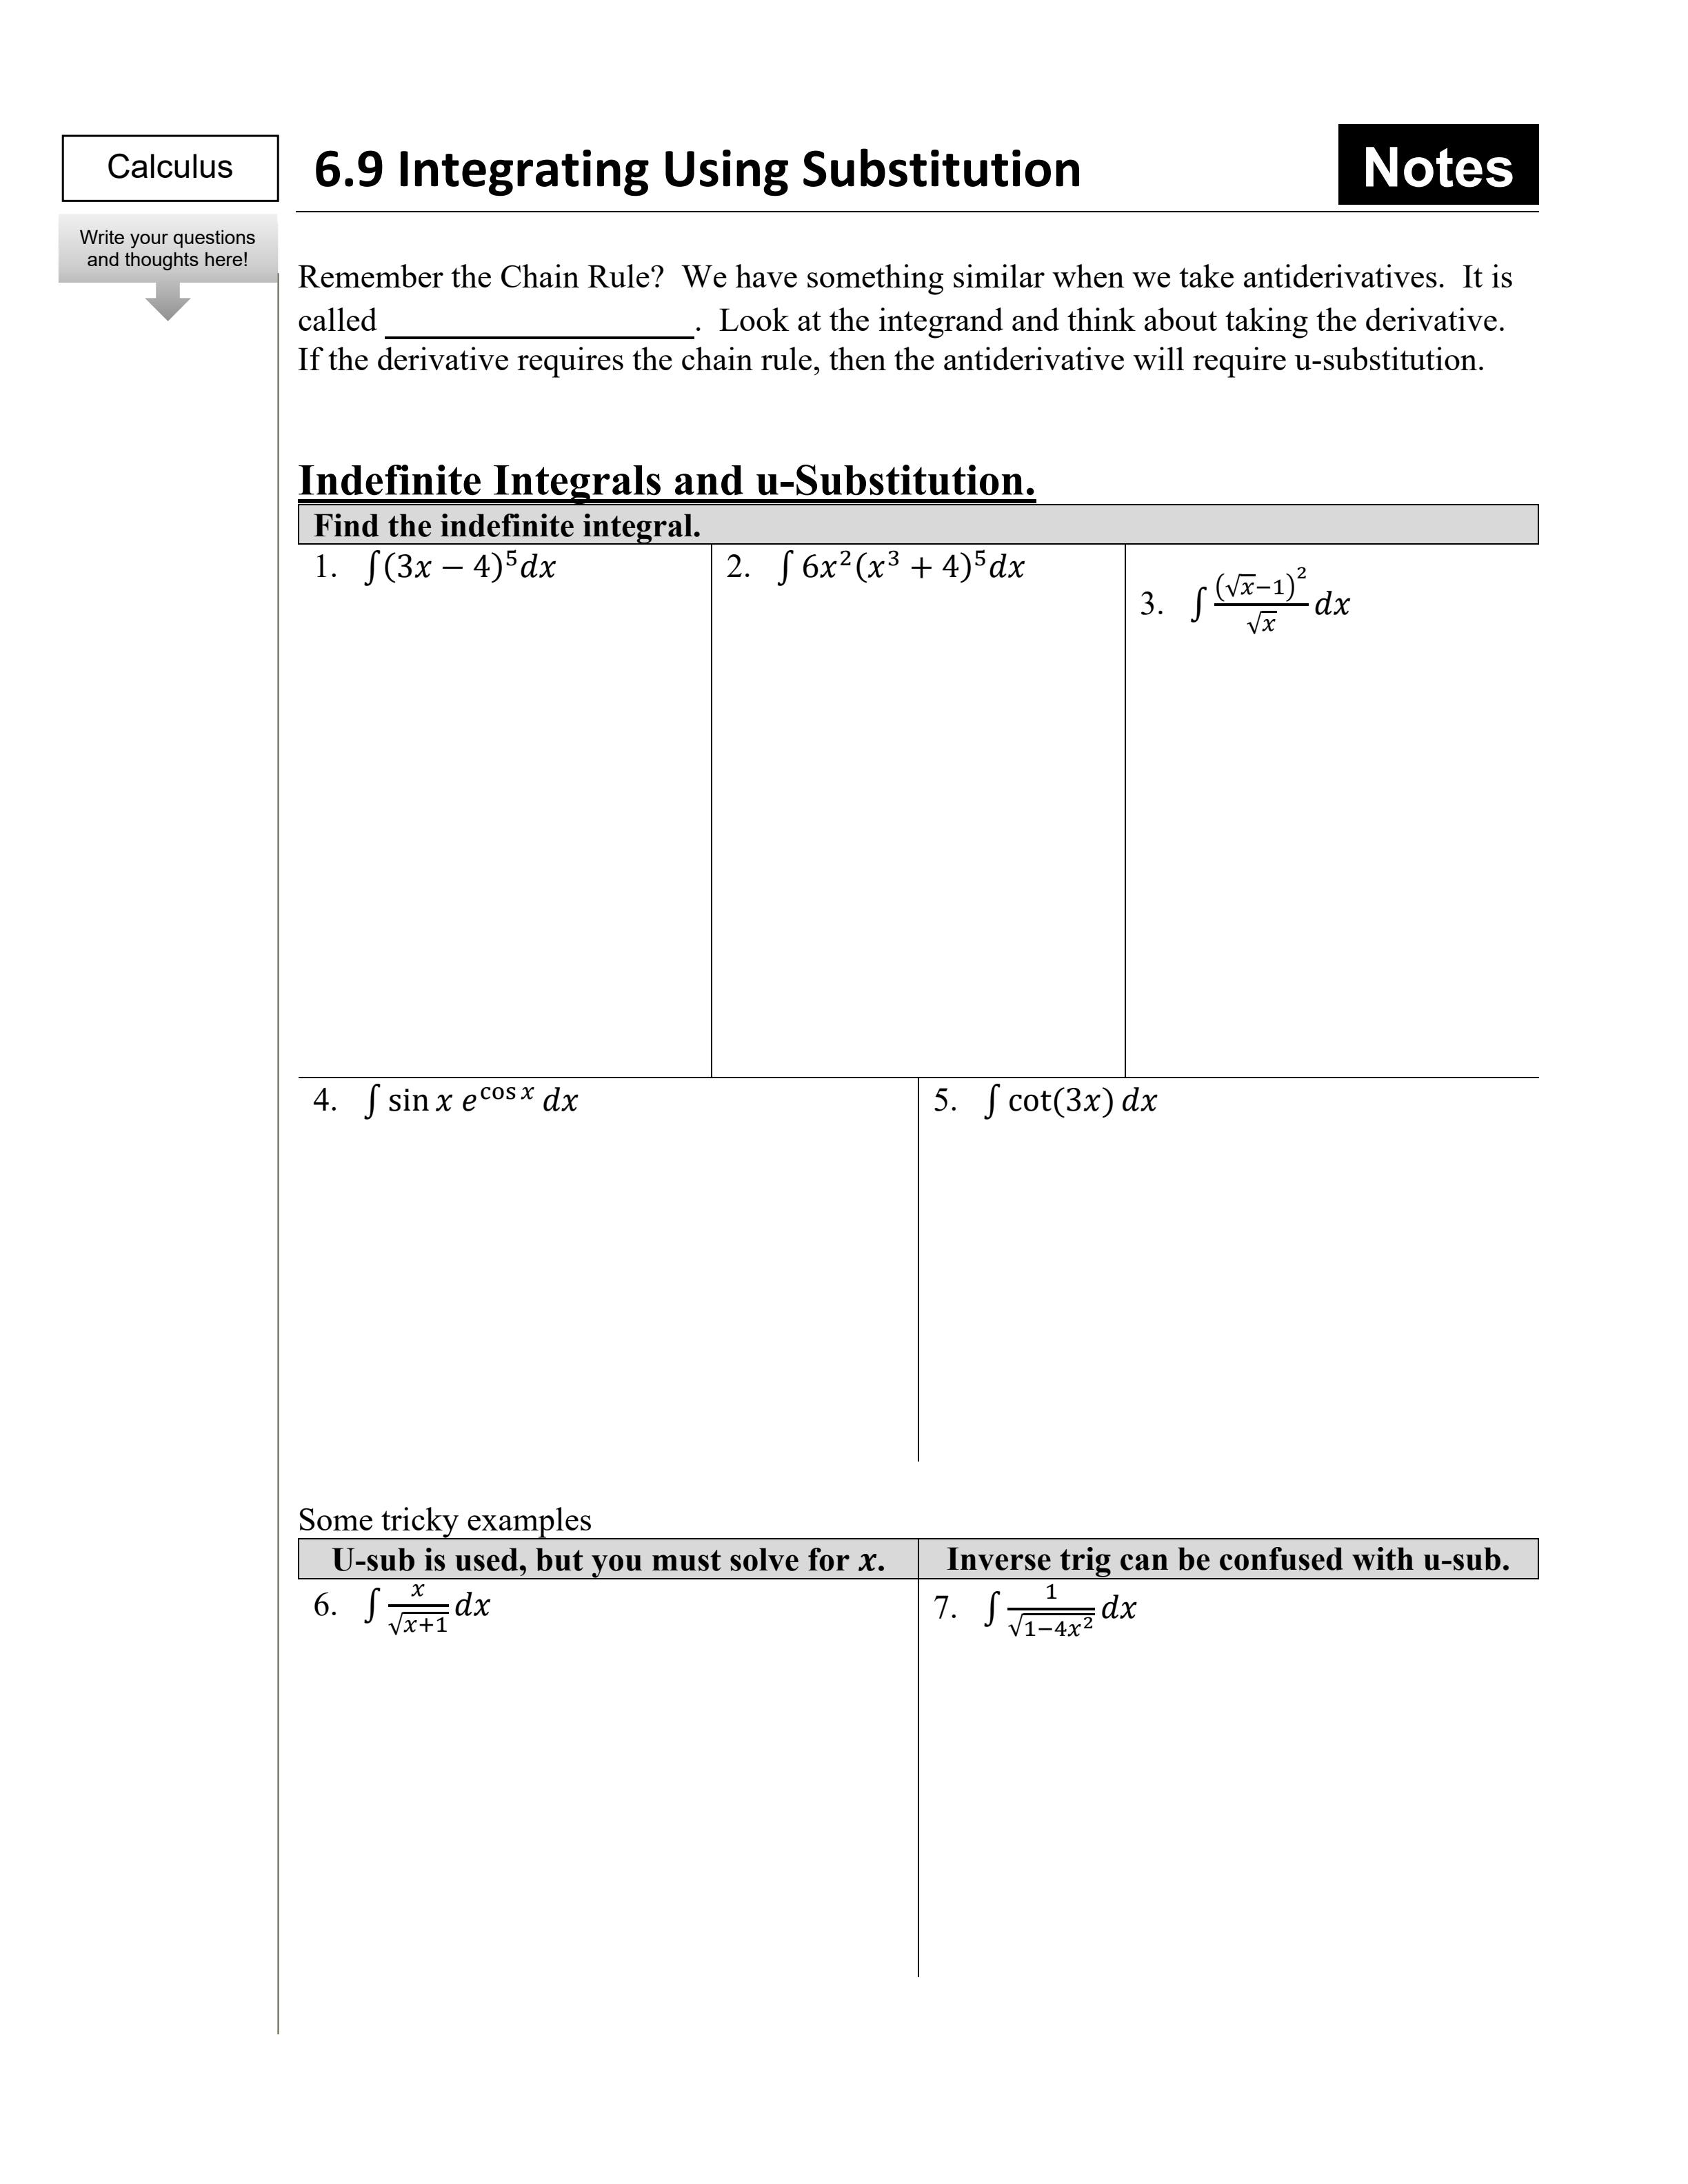 Calculus
6.9 Integrating Using Substitution
Notes
Write your questions
and thoughts here!
Remember the Chain Rule? We have something similar when we take antiderivatives. It is
called ____________________. Look at the integrand and think about taking the derivative.
If the derivative requires the chain rule, then the antiderivative will require u-substitution.
Indefinite Integrals and u-Substitution.
Find the indefinite integral.
1. ∫(3x − 4)⁵dx
2. ∫ 6x²(x³ + 4)⁵dx
3. ∫ (√x−1)²/√x dx
4. ∫ sin x e^(cos x) dx
5. ∫ cot(3x) dx
Some tricky examples
U-sub is used, but you must solve for x.
Inverse trig can be confused with u-sub.
6. ∫ x/√(x+1) dx
7. ∫ 1/√(1−4x²) dx